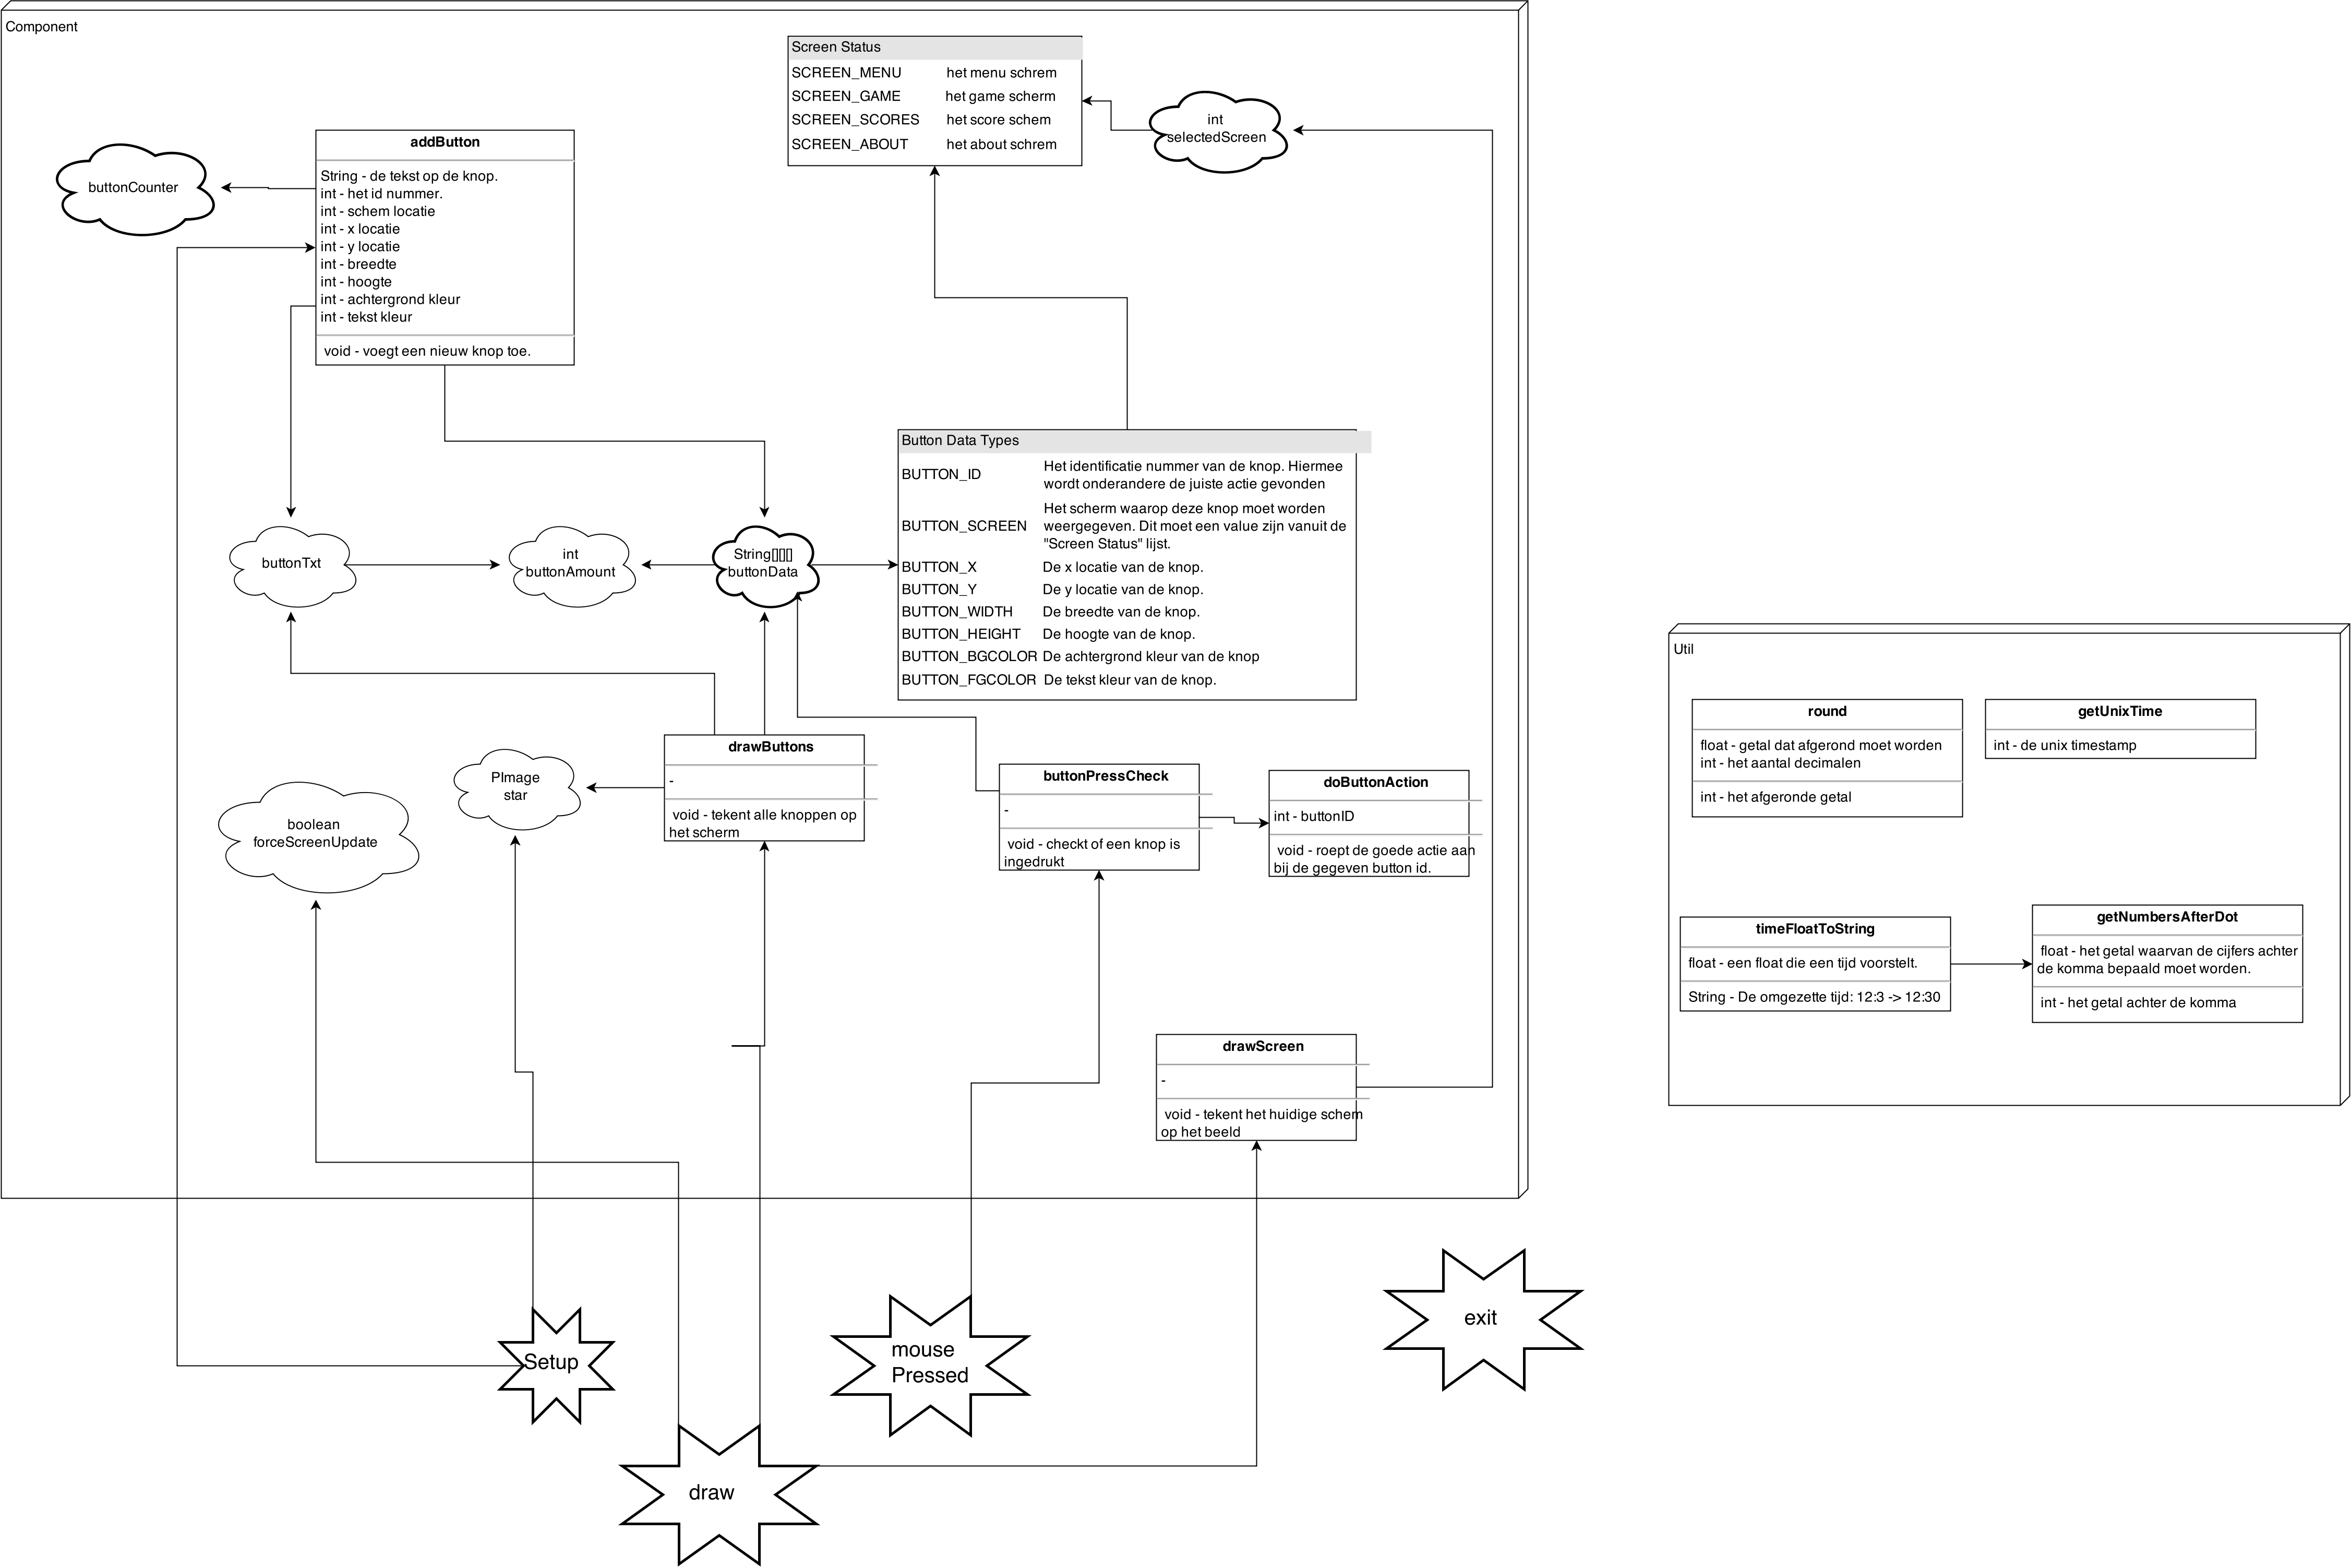 Component
Screen Status
SCREEN_MENU het menu schrem
SCREEN_GAME het game scherm
SCREEN_SCORES het score schem
SCREEN_ABOUT het about schrem
int
selectedScreen
addButton
String - de tekst op de knop.
int - het id nummer.
int - schem locatie
int - x locatie
int - y locatie
int - breedte
int - hoogte
int - achtergrond kleur
int - tekst kleur
void - voegt een nieuw knop toe.
buttonCounter
buttonTxt
int
buttonAmount
String[][][]
buttonData
Button Data Types
BUTTON_ID Het identificatie nummer van de knop. Hiermee
wordt onderandere de juiste actie gevonden
BUTTON_SCREEN Het scherm waarop deze knop moet worden
weergegeven. Dit moet een value zijn vanuit de
"Screen Status" lijst.
BUTTON_X De x locatie van de knop.
BUTTON_Y De y locatie van de knop.
BUTTON_WIDTH De breedte van de knop.
BUTTON_HEIGHT De hoogte van de knop.
BUTTON_BGCOLOR De achtergrond kleur van de knop
BUTTON_FGCOLOR De tekst kleur van de knop.
boolean
forceScreenUpdate
PImage
star
drawButtons
-
void - tekent alle knoppen op
het scherm
buttonPressCheck
-
void - checkt of een knop is
ingedrukt
doButtonAction
int - buttonID
void - roept de goede actie aan
bij de gegeven button id.
drawScreen
-
void - tekent het huidige schem
op het beeld
Setup
draw
mouse
Pressed
exit
Util
round
float - getal dat afgerond moet worden
int - het aantal decimalen
int - het afgeronde getal
getUnixTime
int - de unix timestamp
timeFloatToString
float - een float die een tijd voorstelt.
String - De omgezette tijd: 12:3 -> 12:30
getNumbersAfterDot
float - het getal waarvan de cijfers achter
de komma bepaald moet worden.
int - het getal achter de komma